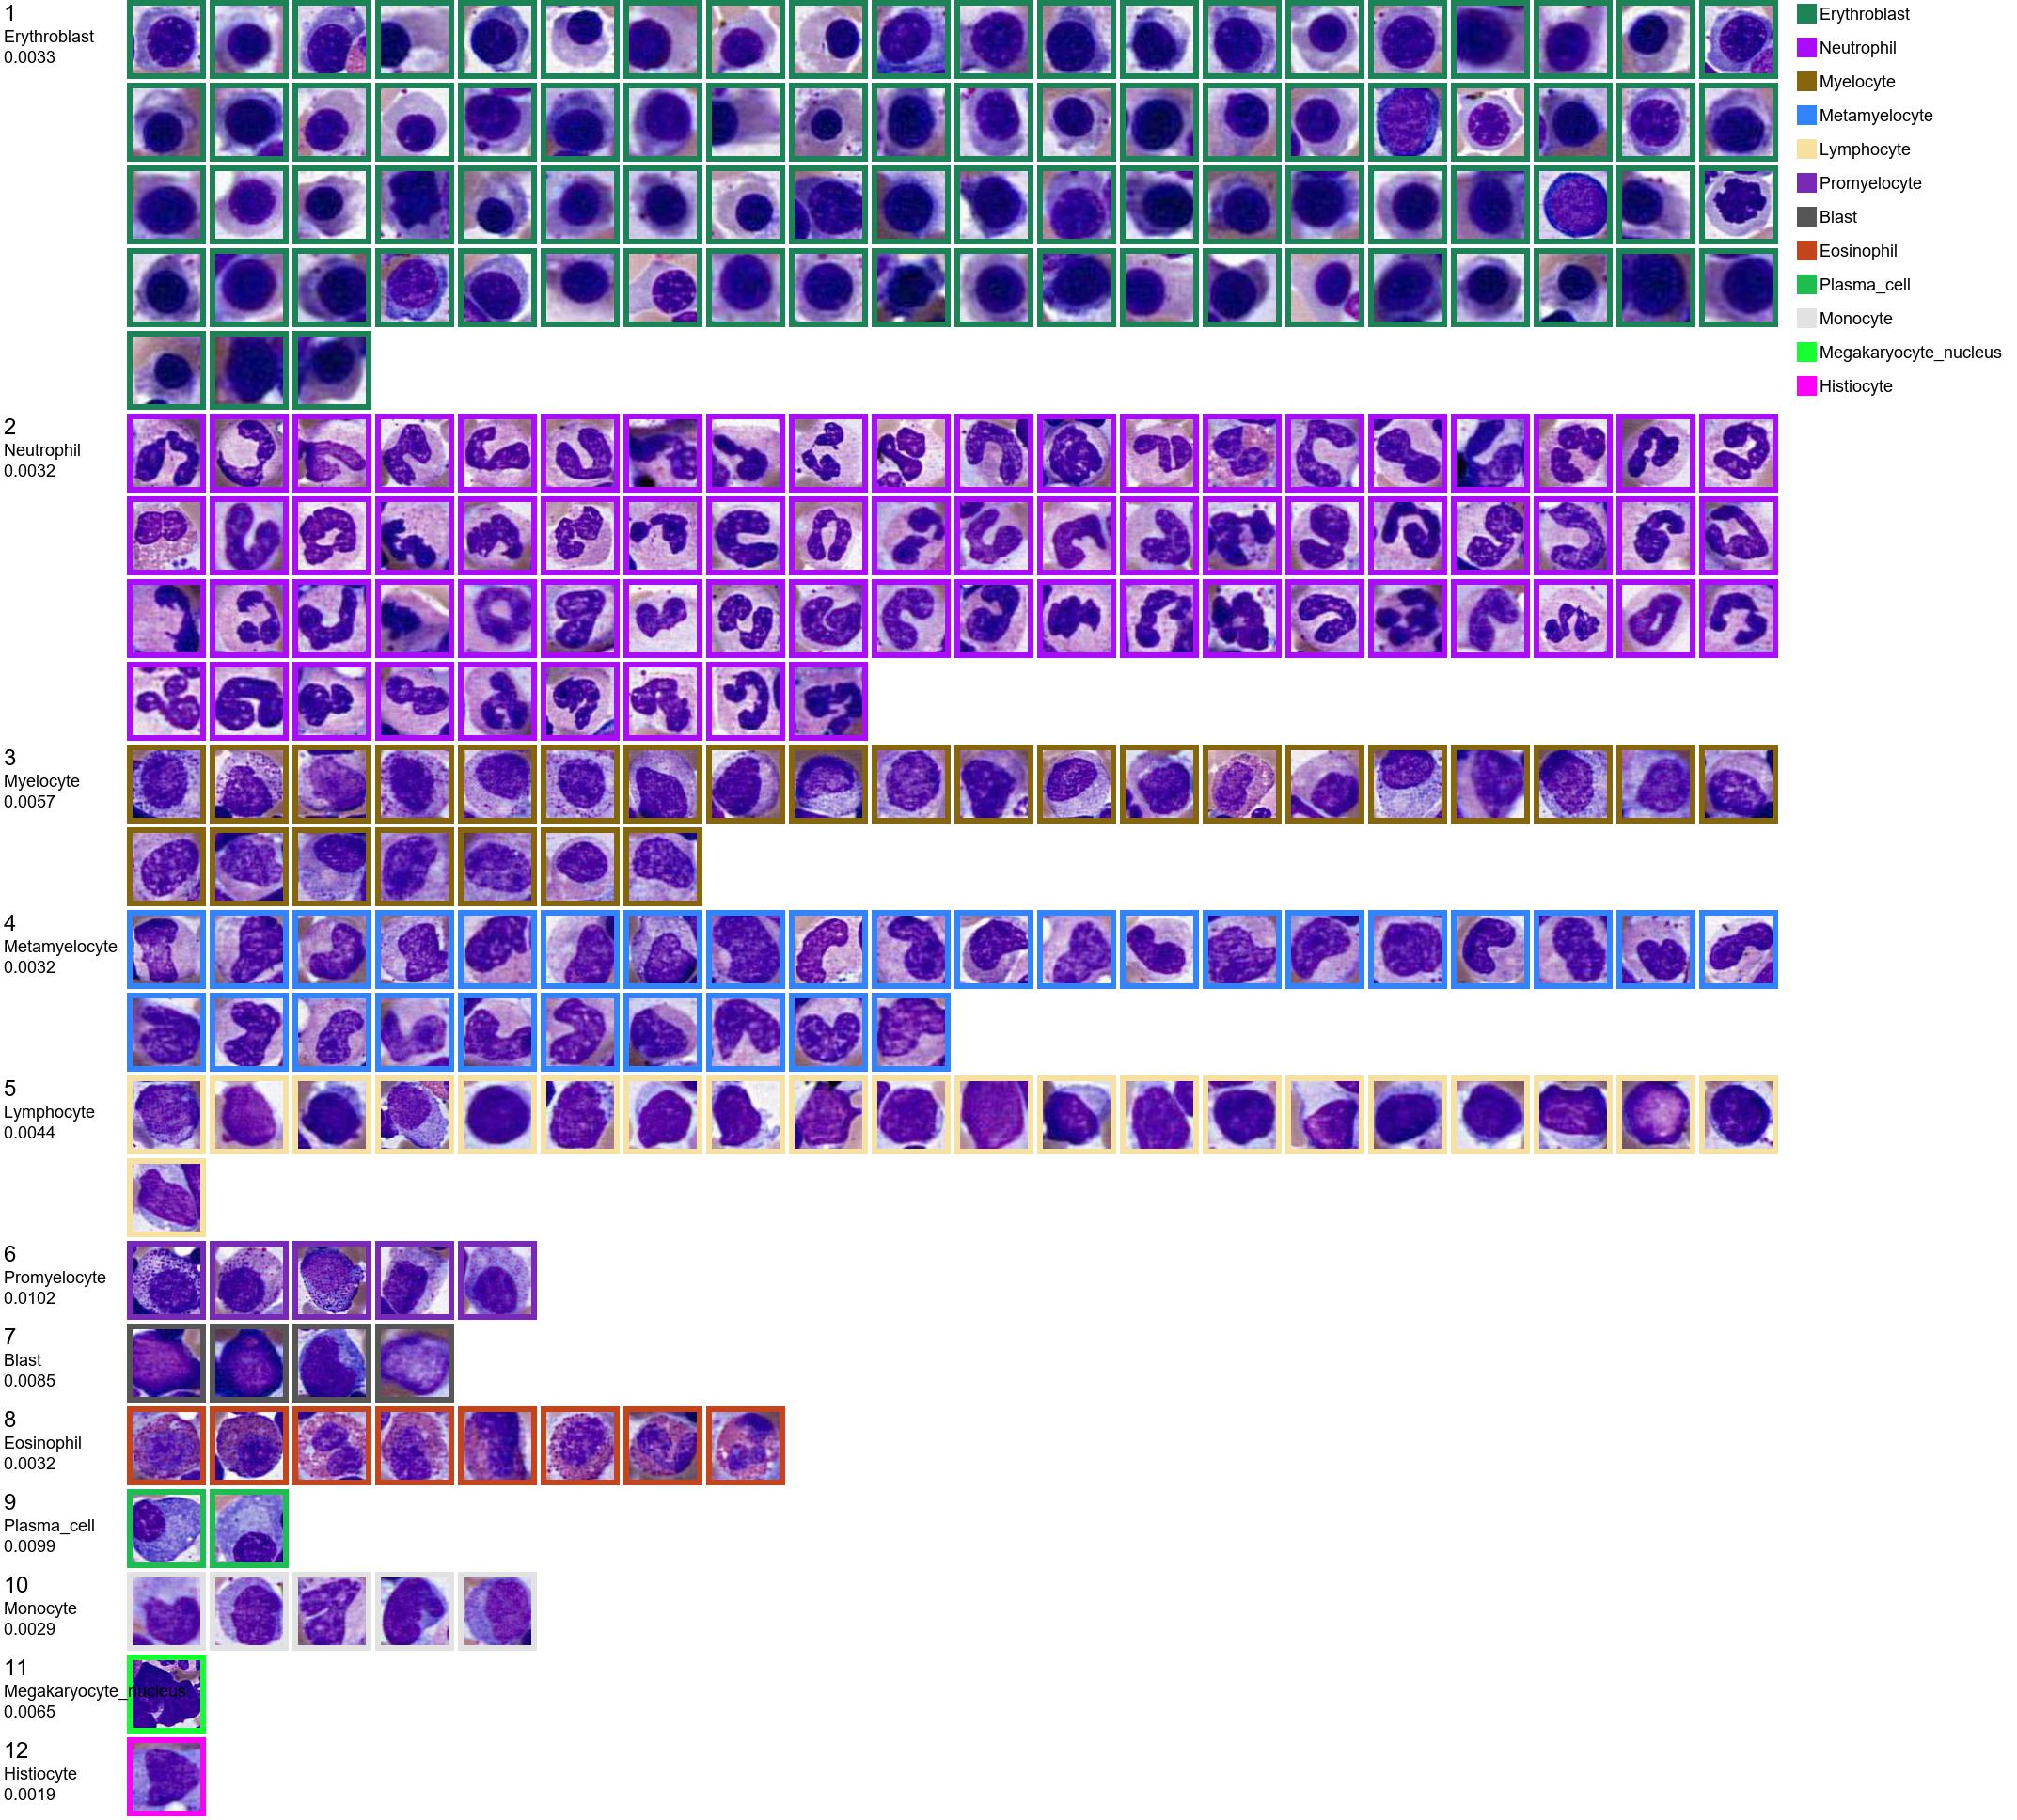 1
Erythroblast
0.0033
2
Neutrophil
0.0032
3
Myelocyte
0.0057
4
Metamyelocyte
0.0032
5
Lymphocyte
0.0044
6
Promyelocyte
0.0102
7
Blast
0.0085
8
Eosinophil
0.0032
9
Plasma_cell
0.0099
10
Monocyte
0.0029
11
Megakaryocyte_nucleus
0.0065
12
Histiocyte
0.0019
Erythroblast
Neutrophil
Myelocyte
Metamyelocyte
Lymphocyte
Promyelocyte
Blast
Eosinophil
Plasma_cell
Monocyte
Megakaryocyte_nucleus
Histiocyte